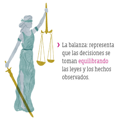 La balanza: representa
que las decisiones se
toman equilibrando
las leyes y los hechos
observados.